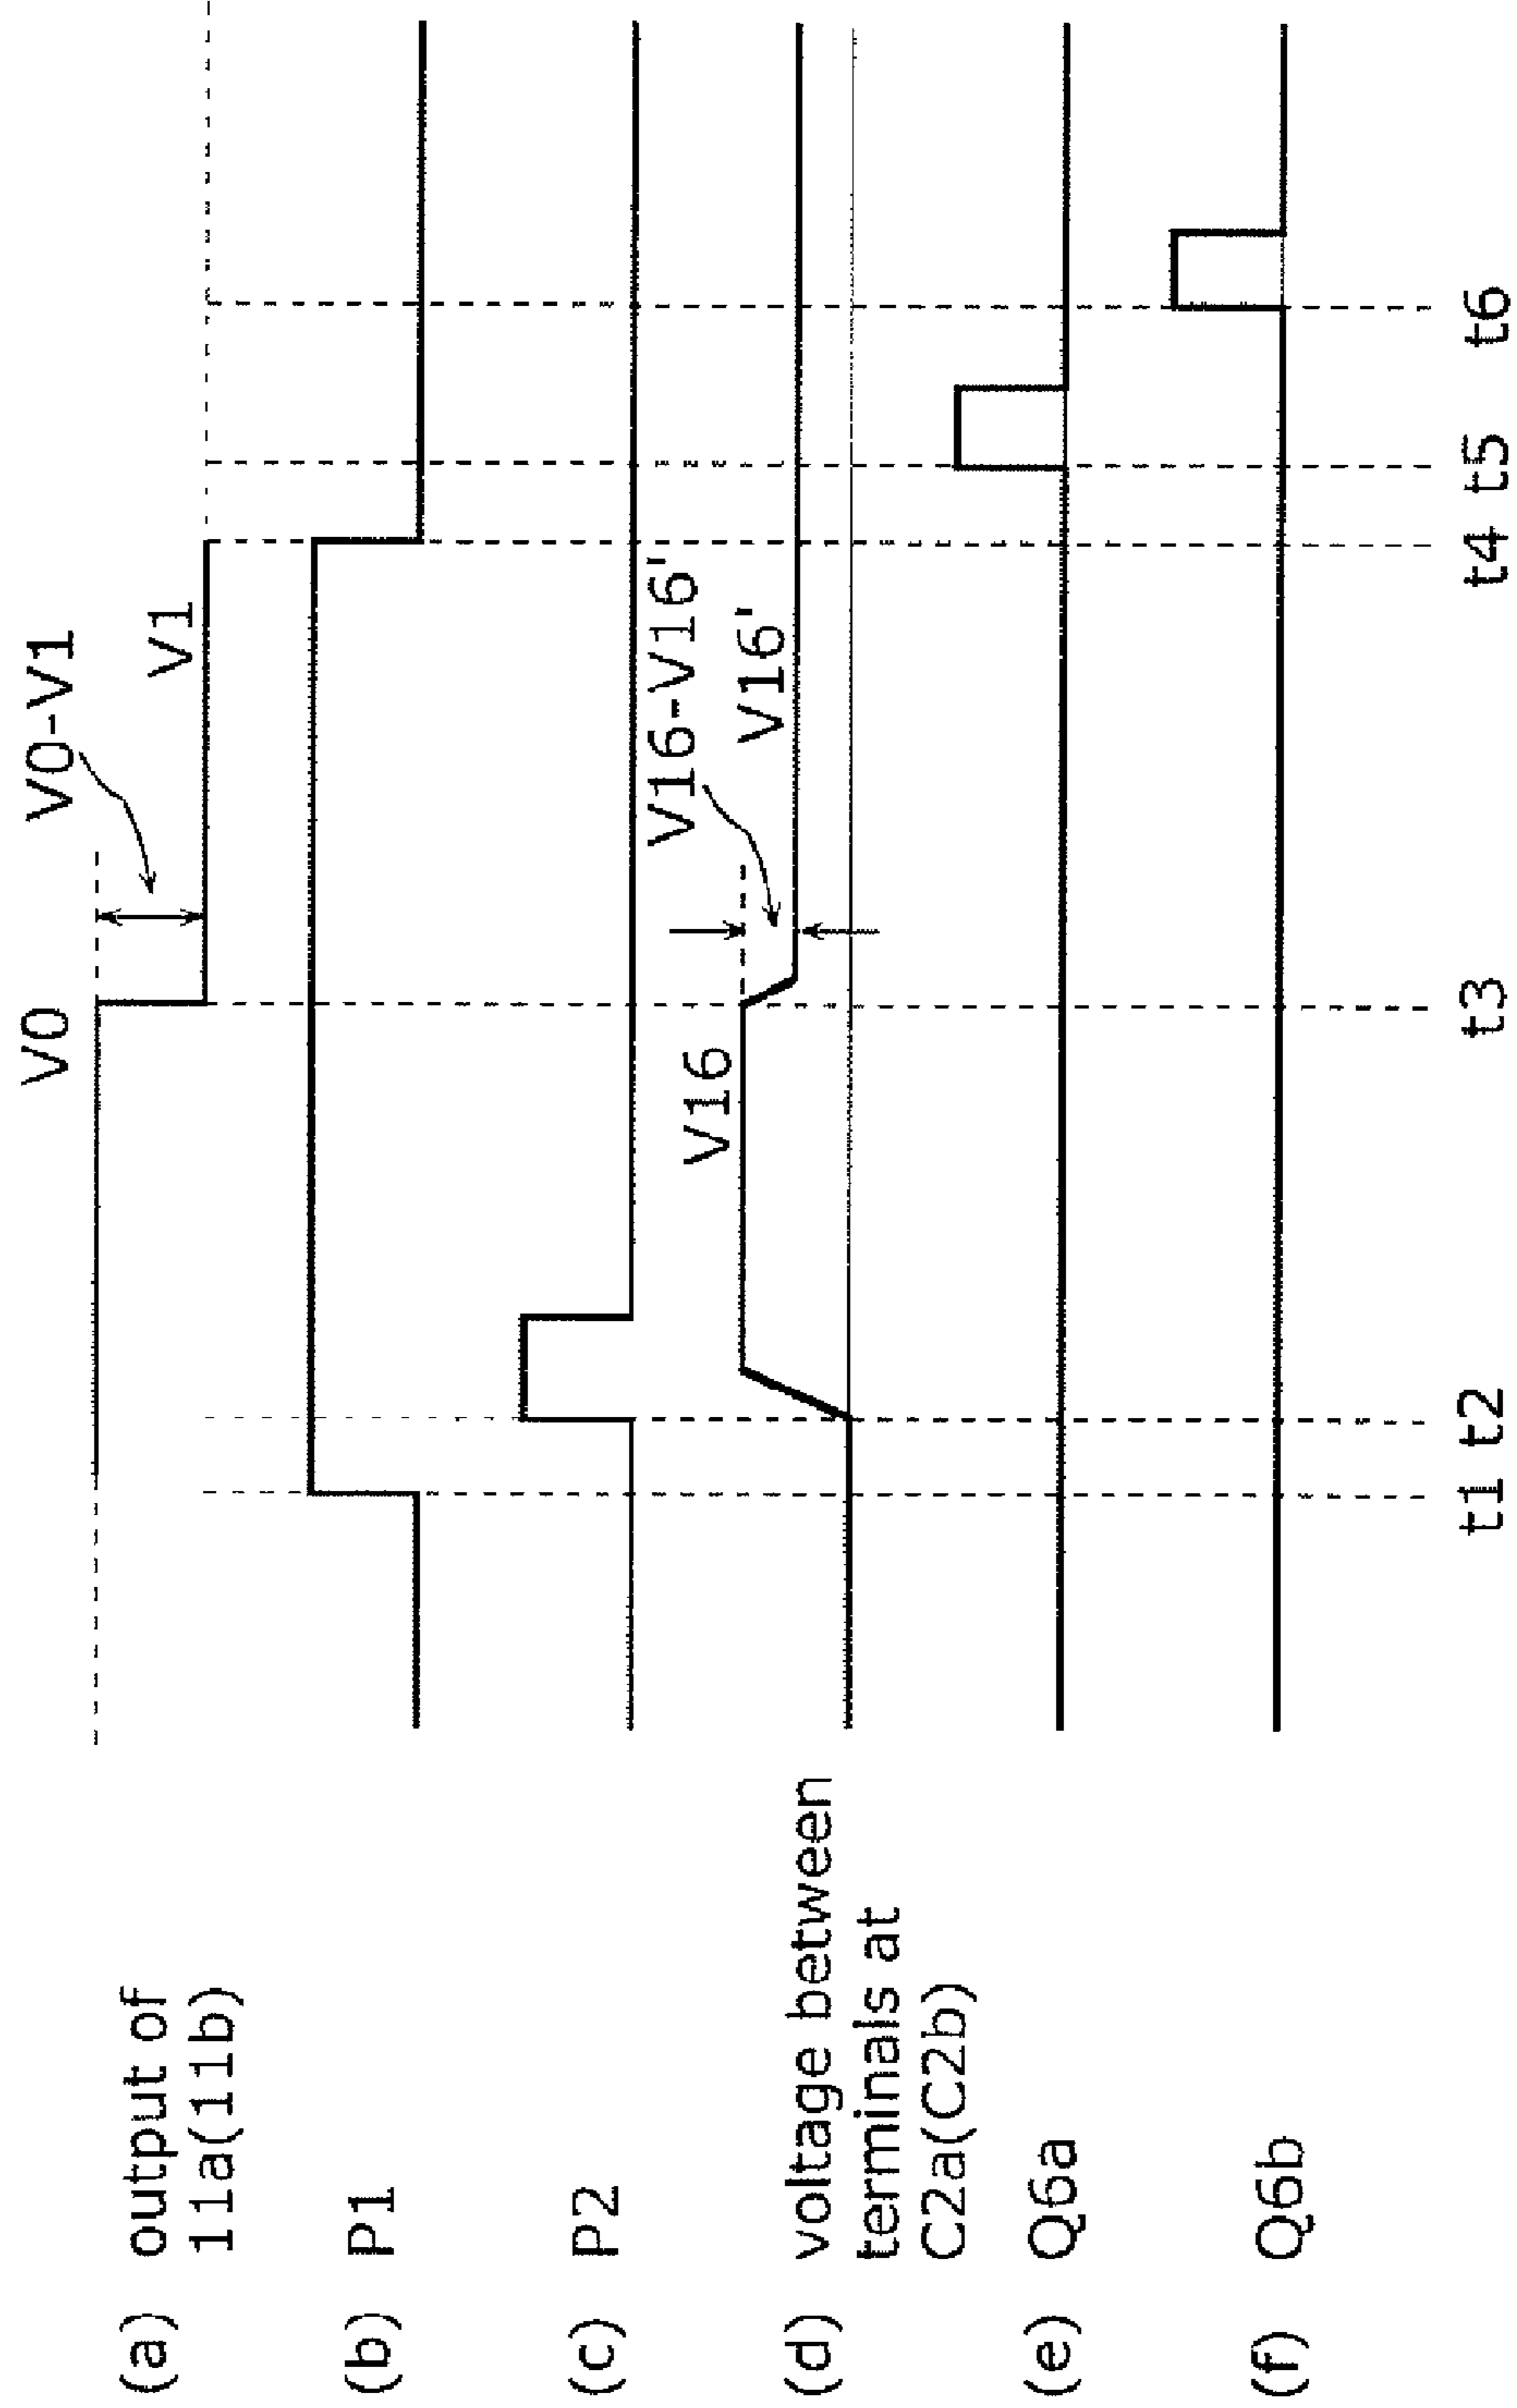 (a) output of
11a(11b)
V0
V0-V1
V1
(b) P1
(c) P2
(d) voltage between
terminals at
C2a(C2b)
V16
V16-V16'
V16'
(e) Q6a
(f) Q6b
t1 t2 t3 t4 t5 t6